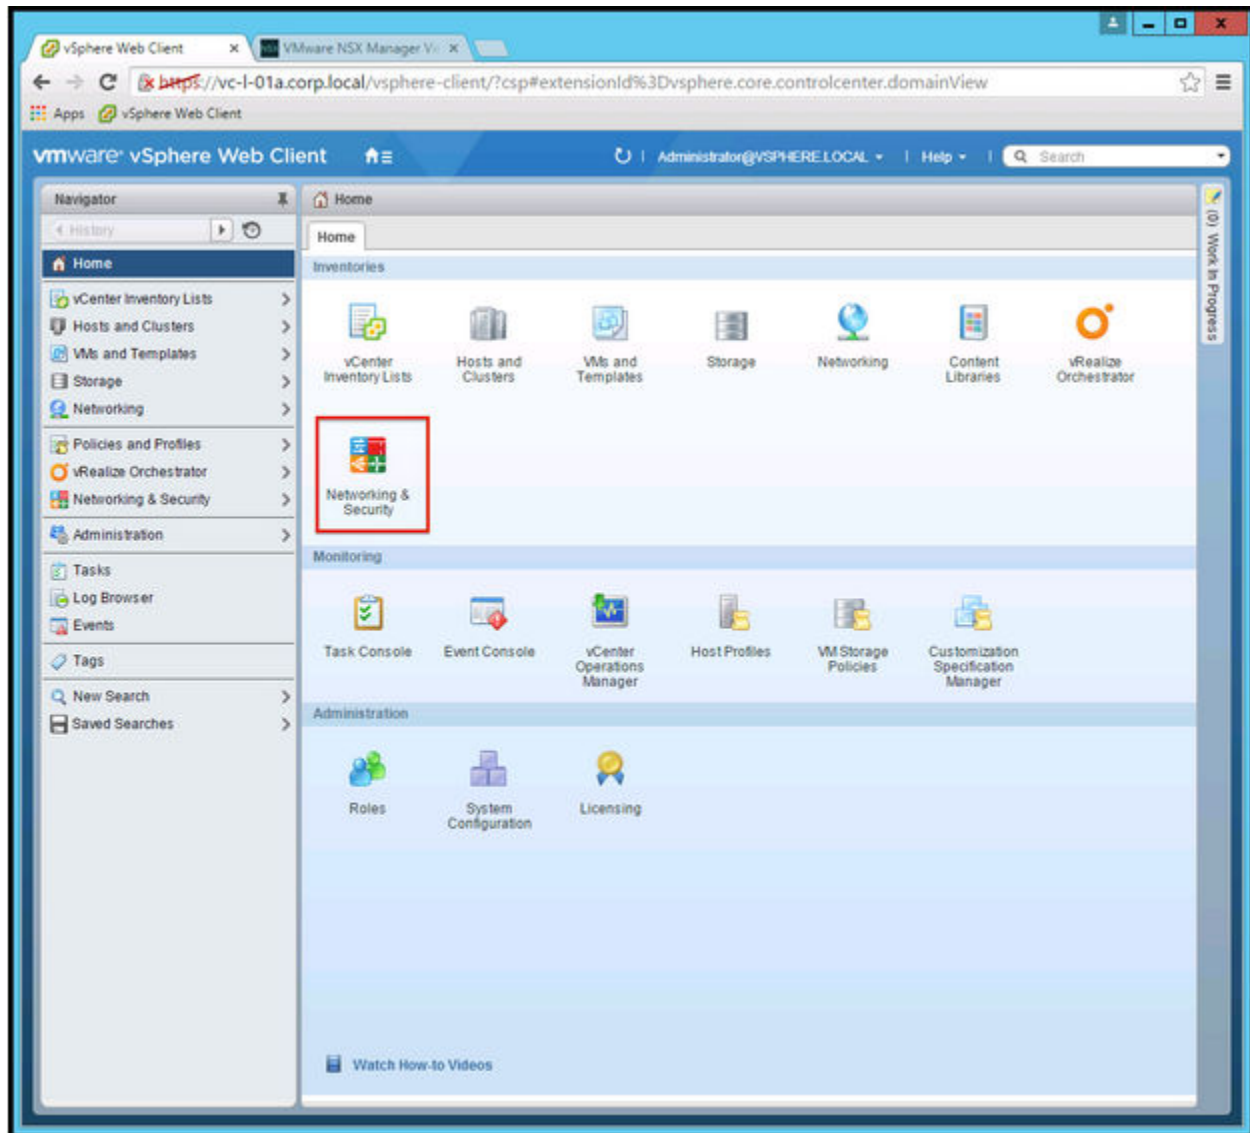 vSphere Web Client
VMware NSX Manager Vi
https://vc-l-01a.corp.local/vsphere-client/?csp#extensionId%3Dvsphere.core.controlcenter.domainView
Apps vSphere Web Client
vmware vSphere Web Client
Administrator@VSPHERE.LOCAL
Help
Search
Navigator
History
Home
vCenter Inventory Lists
Hosts and Clusters
VMs and Templates
Storage
Networking
Policies and Profiles
vRealize Orchestrator
Networking & Security
Administration
Tasks
Log Browser
Events
Tags
New Search
Saved Searches
Home
Home
Inventories
vCenter
Inventory Lists
Hosts and
Clusters
VMs and
Templates
Storage
Networking
Content
Libraries
vRealize
Orchestrator
Networking &
Security
Monitoring
Task Console
Event Console
vCenter
Operations
Manager
Host Profiles
VM Storage
Policies
Customization
Specification
Manager
Administration
Roles
System
Configuration
Licensing
Watch How-to Videos
(0) Work In Progress